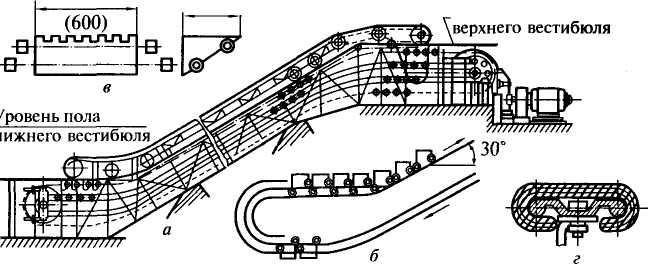 (600)
верхнего вестибюля
в
уровень пола
нижнего вестибюля
30°
а
б
г